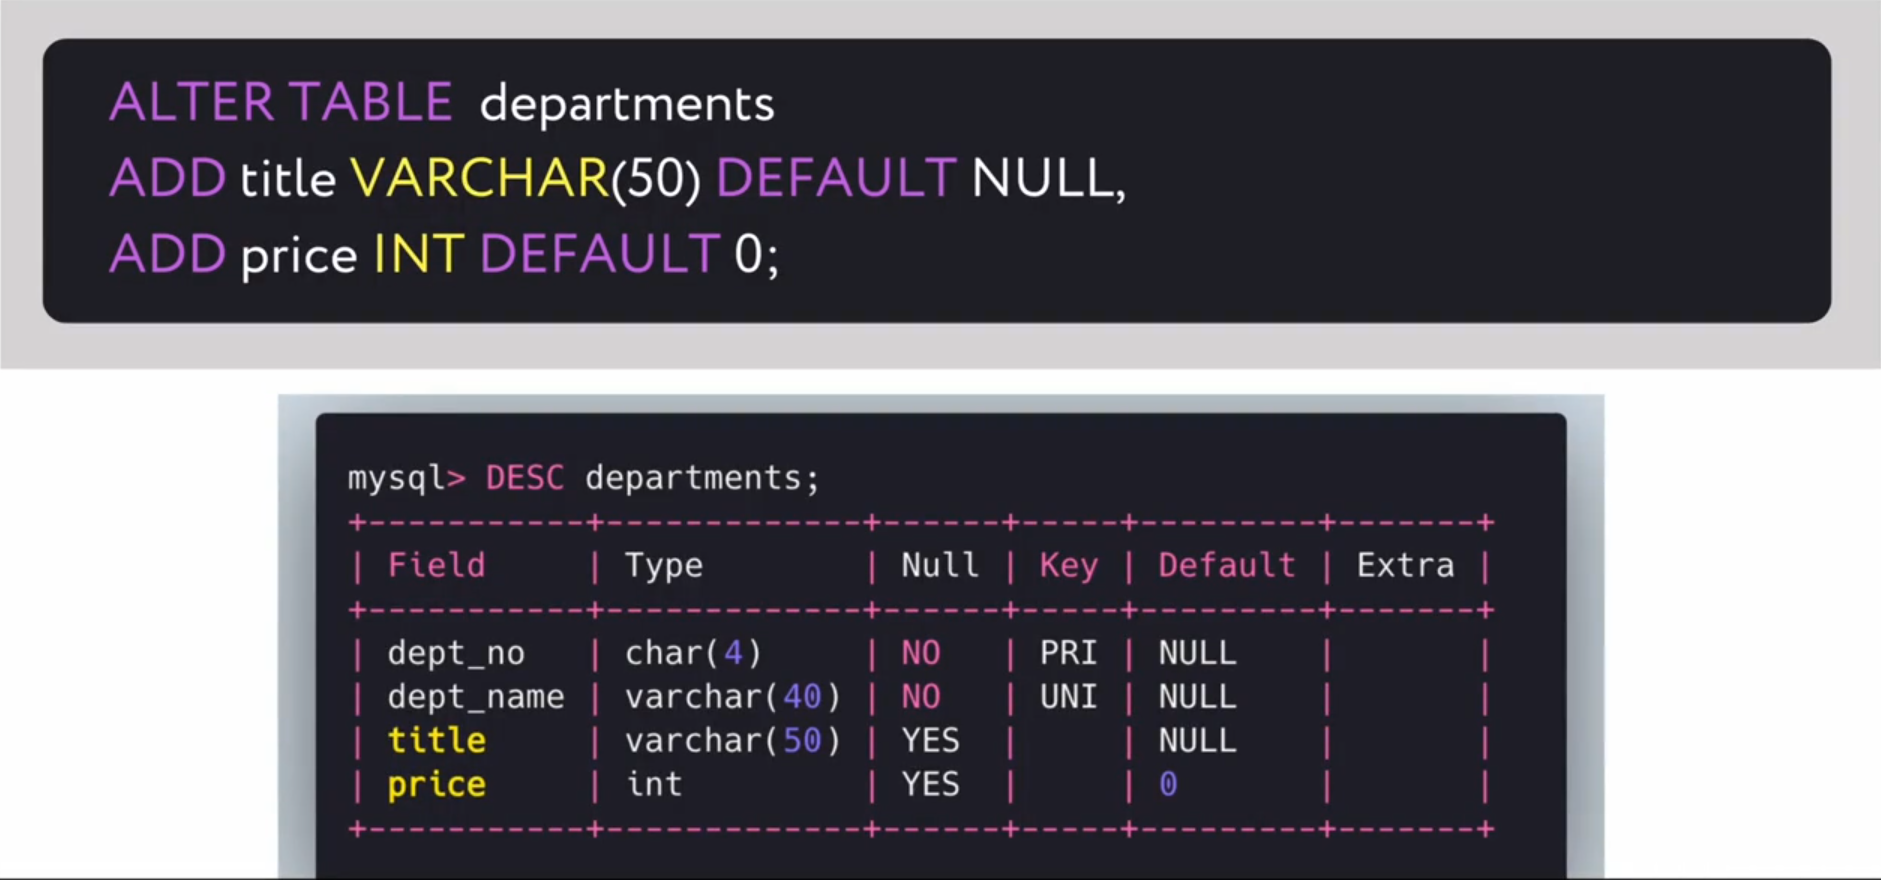 ALTER TABLE departments
ADD title VARCHAR(50) DEFAULT NULL,
ADD price INT DEFAULT 0;
mysql> DESC departments;
+-----------+-------------+------+-----+---------+-------+
| Field     | Type        | Null | Key | Default | Extra |
+-----------+-------------+------+-----+---------+-------+
| dept_no   | char(4)     | NO   | PRI | NULL    |       |
| dept_name | varchar(40) | NO   | UNI | NULL    |       |
| title     | varchar(50) | YES  |     | NULL    |       |
| price     | int         | YES  |     | 0       |       |
+-----------+-------------+------+-----+---------+-------+